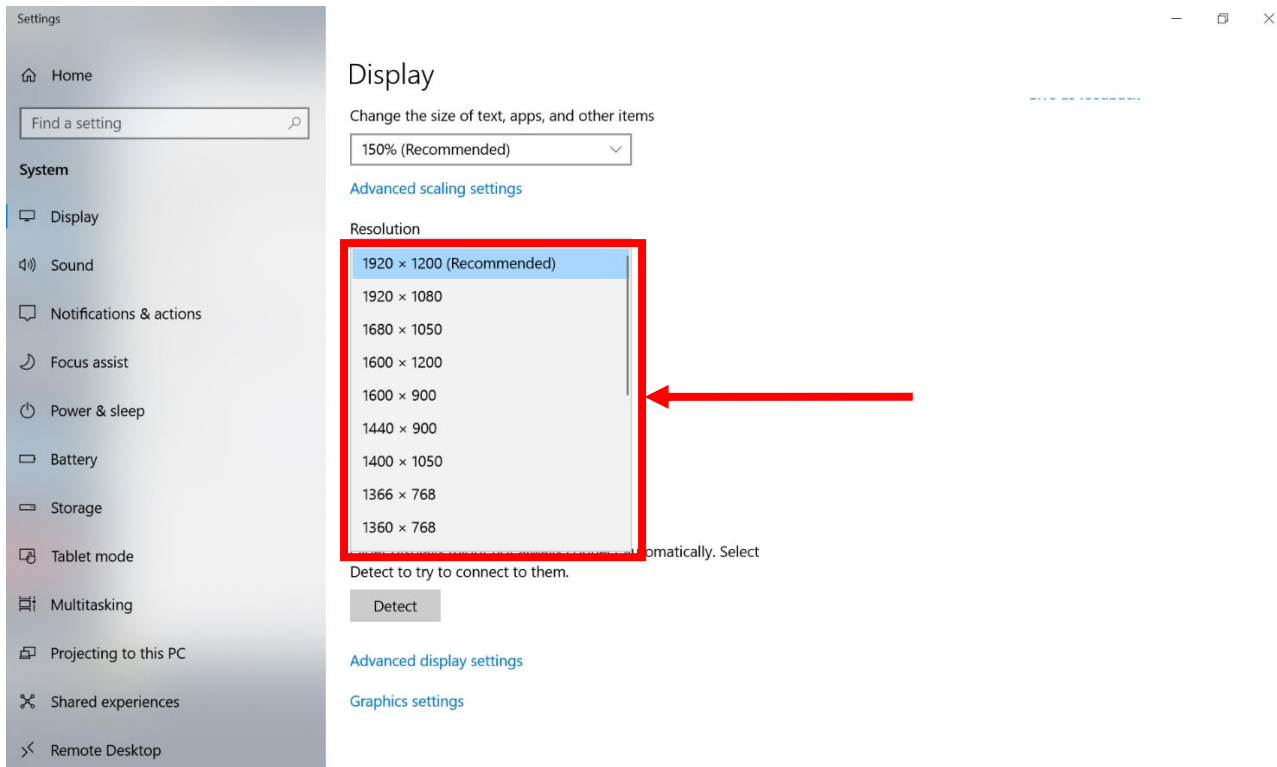 Settings
Home
Find a setting
System
Display
Sound
Notifications & actions
Focus assist
Power & sleep
Battery
Storage
Tablet mode
Multitasking
Projecting to this PC
Shared experiences
Remote Desktop
Display
Change the size of text, apps, and other items
150% (Recommended)
Advanced scaling settings
Resolution
1920 × 1200 (Recommended)
1920 × 1080
1680 × 1050
1600 × 1200
1600 × 900
1440 × 900
1400 × 1050
1366 × 768
1360 × 768
automatically. Select
Detect to try to connect to them.
Detect
Advanced display settings
Graphics settings